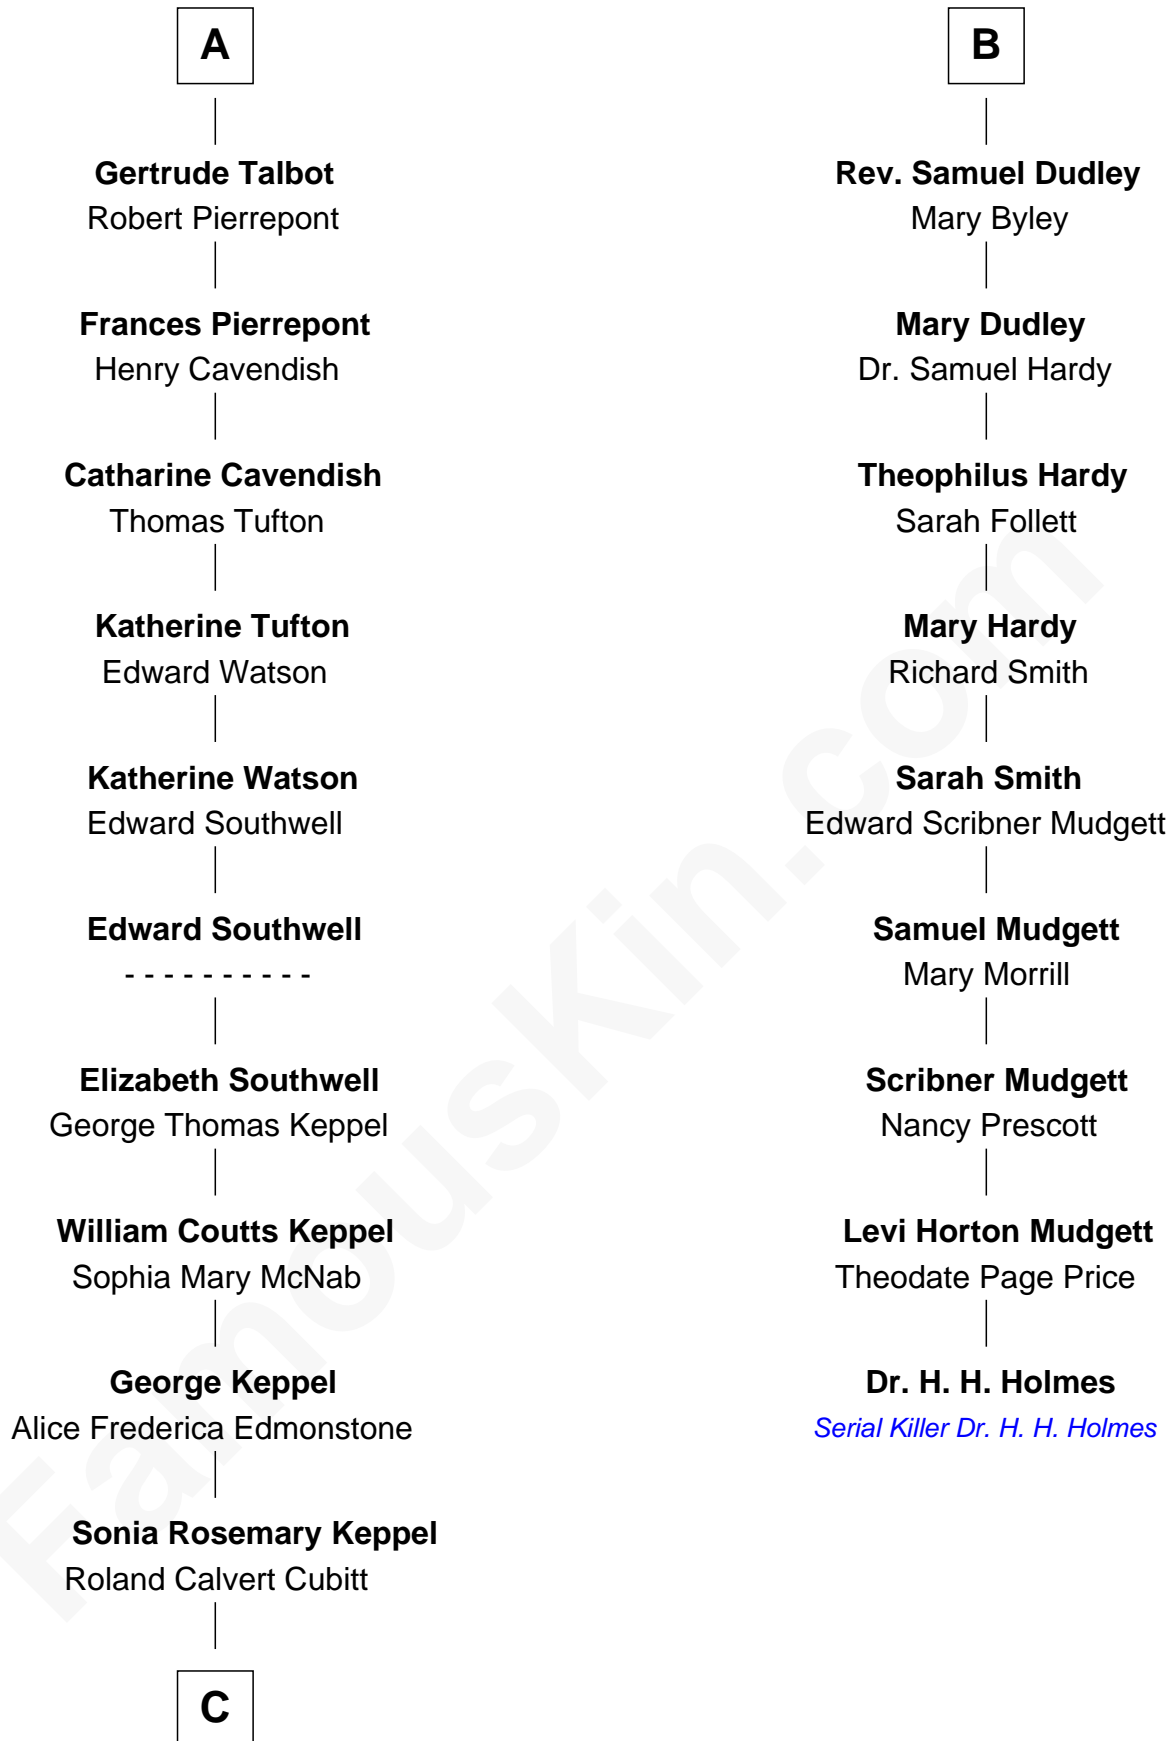 A
Gertrude Talbot
Robert Pierrepont
Frances Pierrepont
Henry Cavendish
Catharine Cavendish
Thomas Tufton
Katherine Tufton
Edward Watson
Katherine Watson
Edward Southwell
Edward Southwell
- - - - - - - - - -
Elizabeth Southwell
George Thomas Keppel
William Coutts Keppel
Sophia Mary McNab
George Keppel
Alice Frederica Edmonstone
Sonia Rosemary Keppel
Roland Calvert Cubitt
C
B
Rev. Samuel Dudley
Mary Byley
Mary Dudley
Dr. Samuel Hardy
Theophilus Hardy
Sarah Follett
Mary Hardy
Richard Smith
Sarah Smith
Edward Scribner Mudgett
Samuel Mudgett
Mary Morrill
Scribner Mudgett
Nancy Prescott
Levi Horton Mudgett
Theodate Page Price
Dr. H. H. Holmes
Serial Killer Dr. H. H. Holmes
FamousKin.com